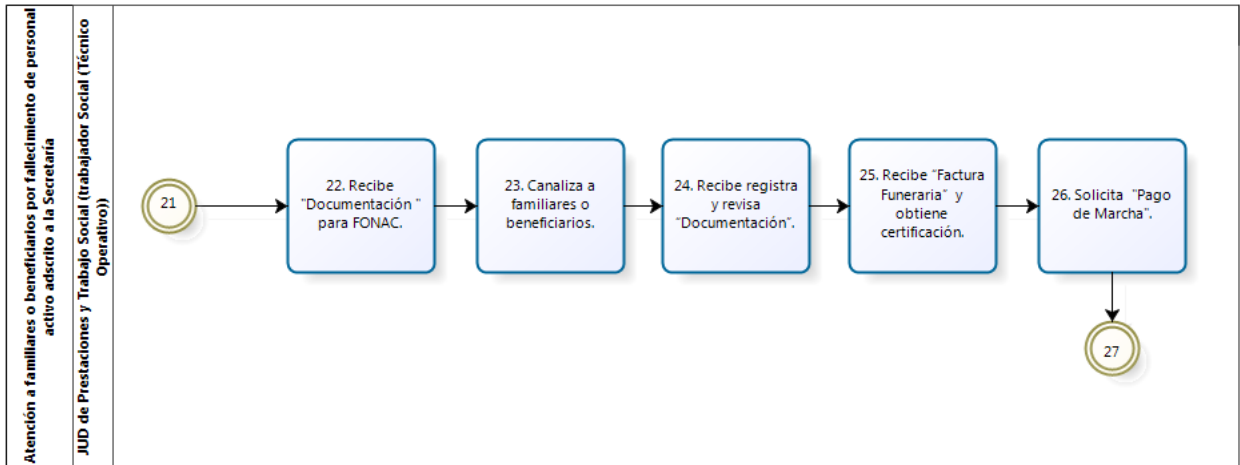 Atención a familiares o beneficiarios por fallecimiento de personal
activo adscrito a la Secretaría
JUD de Prestaciones y Trabajo Social (trabajador Social (Técnico
Operativo))
21
22. Recibe
"Documentación "
para FONAC.
23. Canaliza a
familiares o
beneficiarios.
24. Recibe registra
y revisa
“Documentación”.
25. Recibe “Factura
Funeraria” y
obtiene
certificación.
26. Solicita “Pago
de Marcha”.
27